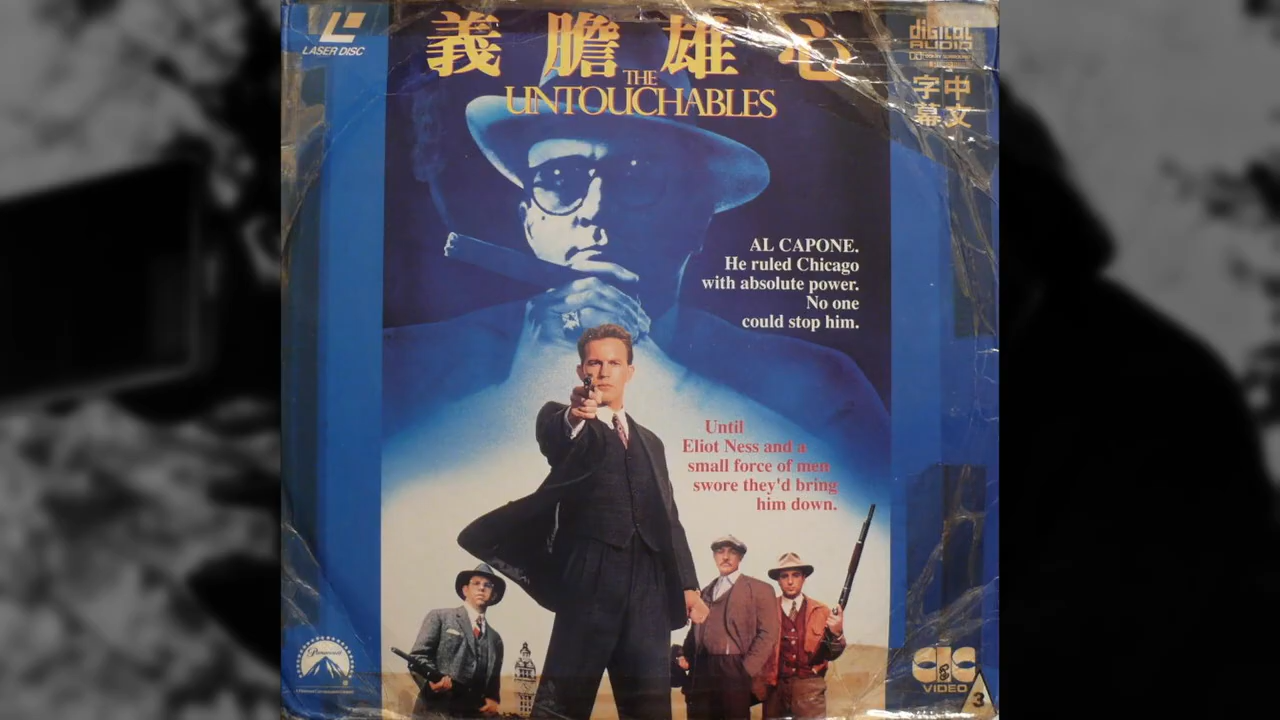 LASER DISC
義膽雄心
THE
UNTOUCHABLES
digital
AUDIO
中文
字幕
AL CAPONE.
He ruled Chicago
with absolute power.
No one
could stop him.
Until
Eliot Ness and a
small force of men
swore they'd bring
him down.
Paramount
CIC
VIDEO
3